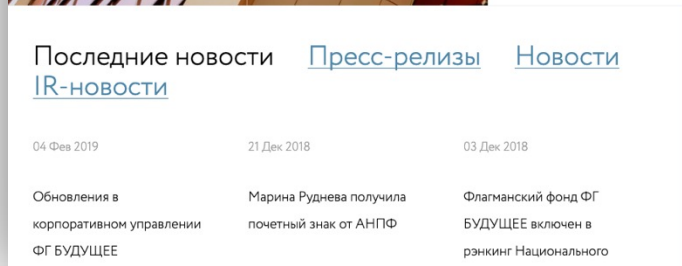 Последние новости Пресс-релизы Новости
IR-новости
04 Фев 2019 21 Дек 2018 03 Дек 2018
Обновления в Марина Руднева получила Флагманский фонд ФГ
корпоративном управлении почетный знак от АНПФ БУДУЩЕЕ включен в
ФГ БУДУЩЕЕ рэнкинг Национального